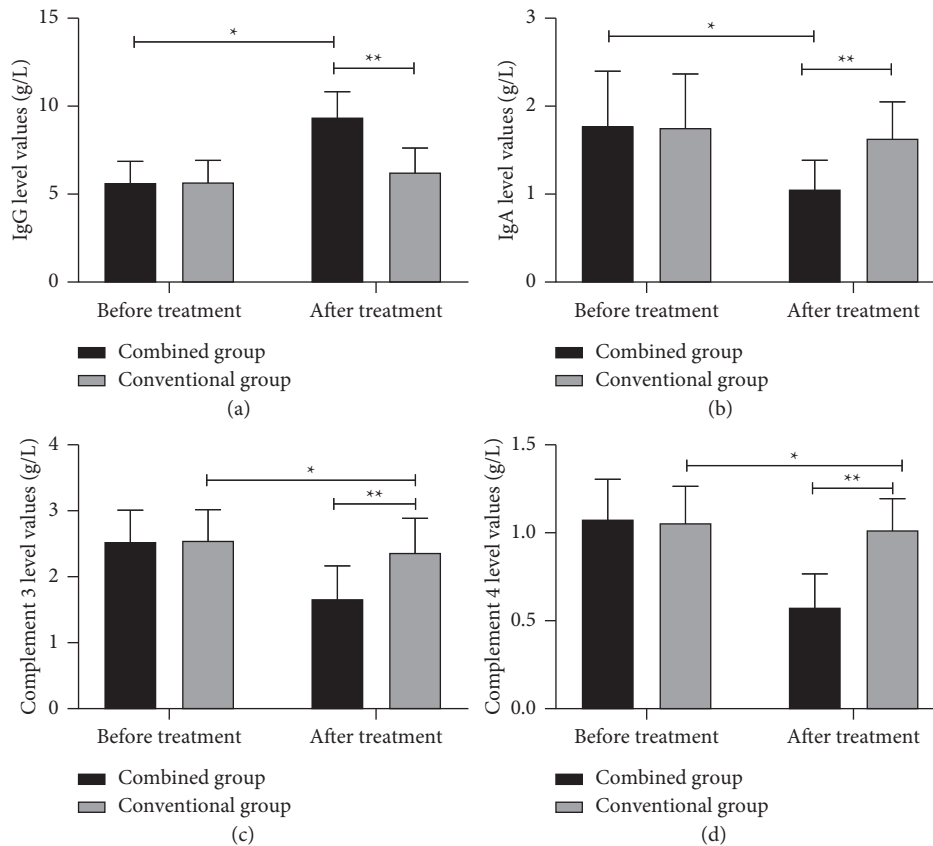 15
10
5
0
IgG level values (g/L)
*
**
Before treatment
After treatment
Combined group
Conventional group
(a)
3
2
1
0
IgA level values (g/L)
*
**
Before treatment
After treatment
Combined group
Conventional group
(b)
4
3
2
1
0
Complement 3 level values (g/L)
*
**
Before treatment
After treatment
Combined group
Conventional group
(c)
1.5
1.0
0.5
0.0
Complement 4 level values (g/L)
*
**
Before treatment
After treatment
Combined group
Conventional group
(d)